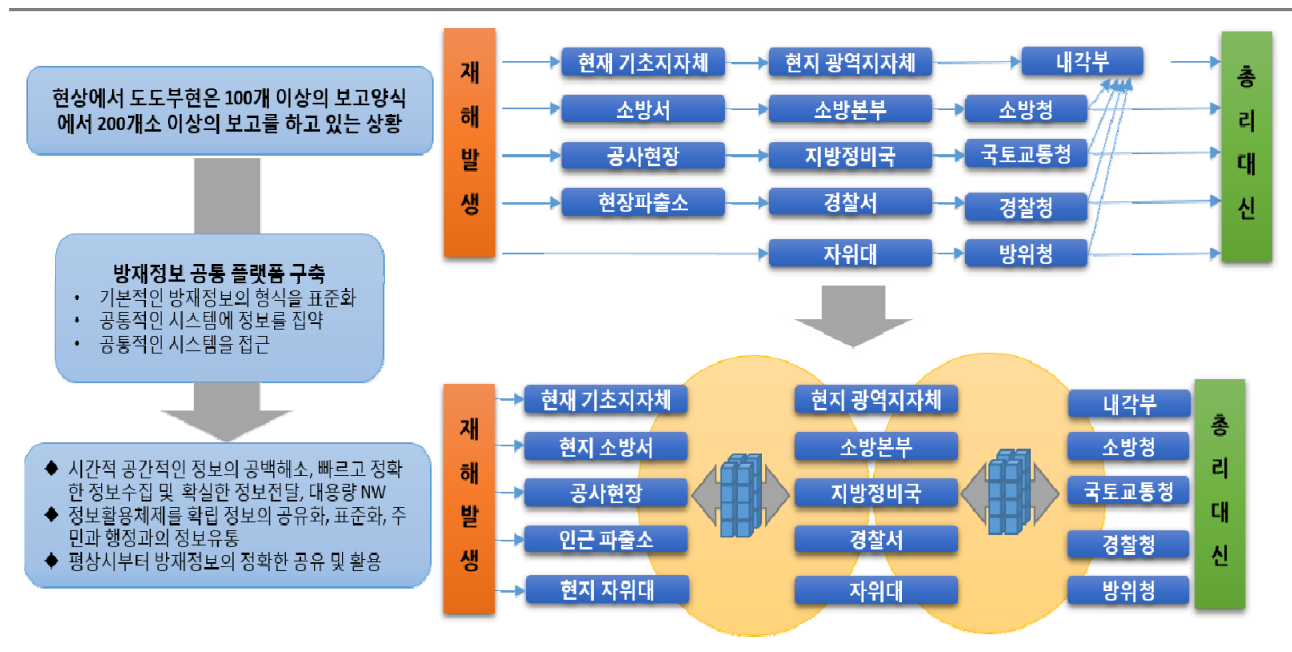 현상에서 도도부현은 100개 이상의 보고양식
에서 200개소 이상의 보고를 하고 있는 상황
방재정보 공통 플랫폼 구축
• 기본적인 방재정보의 형식을 표준화
• 공통적인 시스템에 정보를 집약
• 공통적인 시스템을 접근
◆ 시간적 공간적인 정보의 공백해소, 빠르고 정확
한 정보수집 및 확실한 정보전달, 대용량 NW
◆ 정보활용체제를 확립 정보의 공유화, 표준화, 주
민과 행정과의 정보유통
◆ 평상시부터 방재정보의 정확한 공유 및 활용
재
해
발
생
현재 기초지자체
현지 광역지자체
내각부
소방서
소방본부
소방청
공사현장
지방정비국
국토교통청
현장파출소
경찰서
경찰청
자위대
방위청
총
리
대
신
재
해
발
생
현재 기초지자체
현지 광역지자체
내각부
현지 소방서
소방본부
소방청
공사현장
지방정비국
국토교통청
인근 파출소
경찰서
경찰청
현지 자위대
자위대
방위청
총
리
대
신